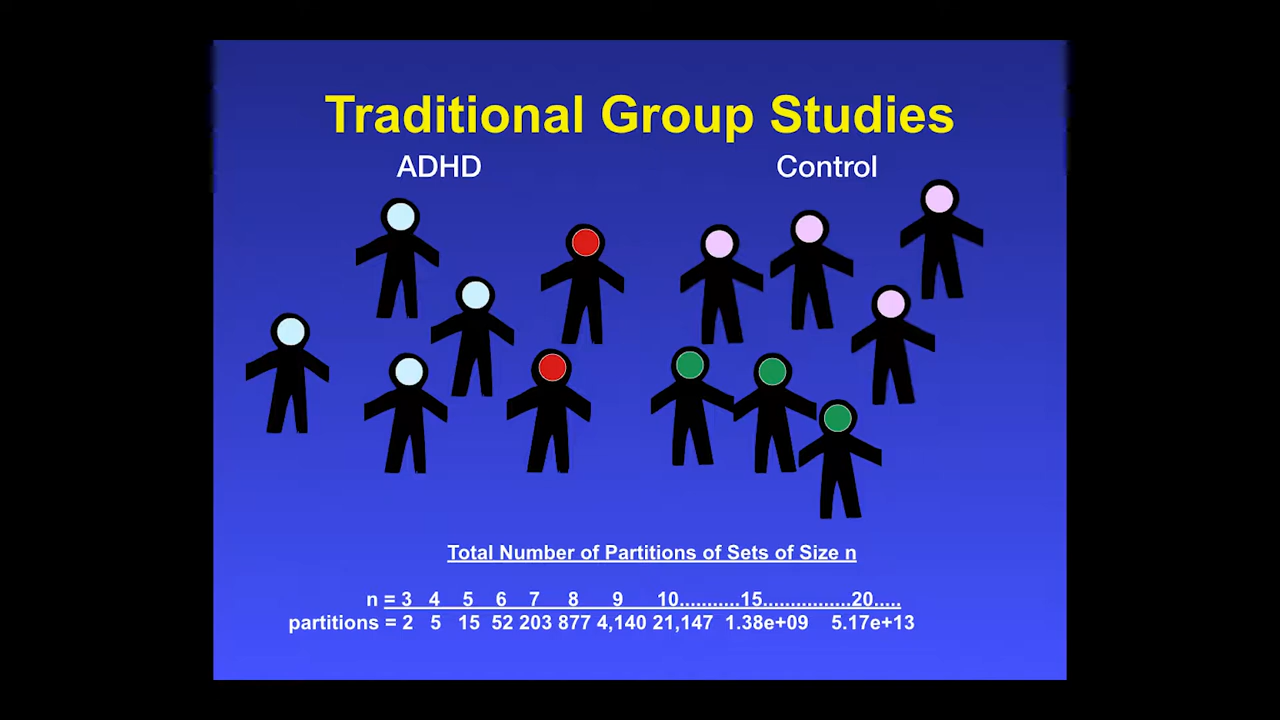 Traditional Group Studies
ADHD Control
Total Number of Partitions of Sets of Size n
n = 3 4 5 6 7 8 9 10...........15................20.....
partitions = 2 5 15 52 203 877 4,140 21,147 1.38e+09 5.17e+13